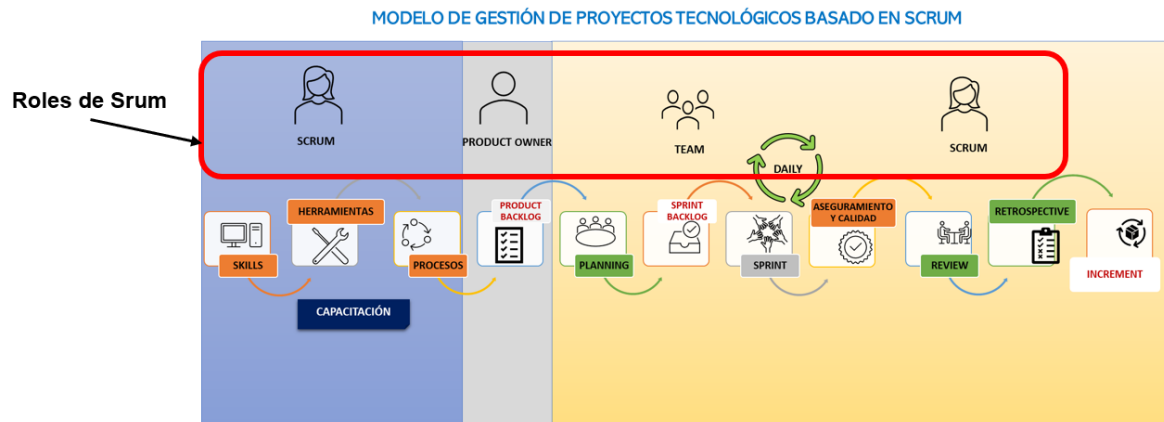 MODELO DE GESTIÓN DE PROYECTOS TECNOLÓGICOS BASADO EN SCRUM
Roles de Srum
SCRUM
PRODUCT OWNER
TEAM
SCRUM
DAILY
SKILLS
HERRAMIENTAS
PROCESOS
PRODUCT
BACKLOG
PLANNING
SPRINT
BACKLOG
SPRINT
ASEGURAMIENTO
Y CALIDAD
REVIEW
RETROSPECTIVE
INCREMENT
CAPACITACIÓN